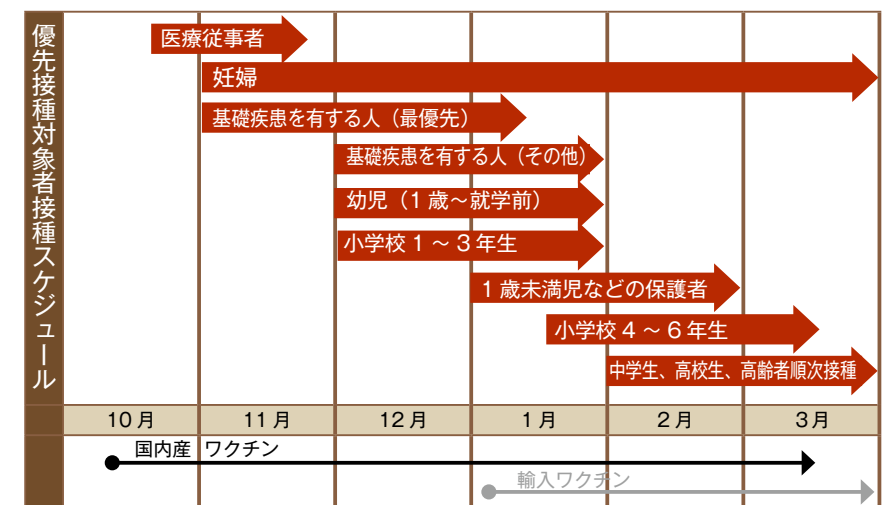 優先接種対象者接種スケジュール
医療従事者
妊婦
基礎疾患を有する人（最優先）
基礎疾患を有する人（その他）
幼児（1歳～就学前）
小学校1～3年生
1歳未満児などの保護者
小学校4～6年生
中学生、高校生、高齢者順次接種
10月 11月 12月 1月 2月 3月
国内産ワクチン
輸入ワクチン